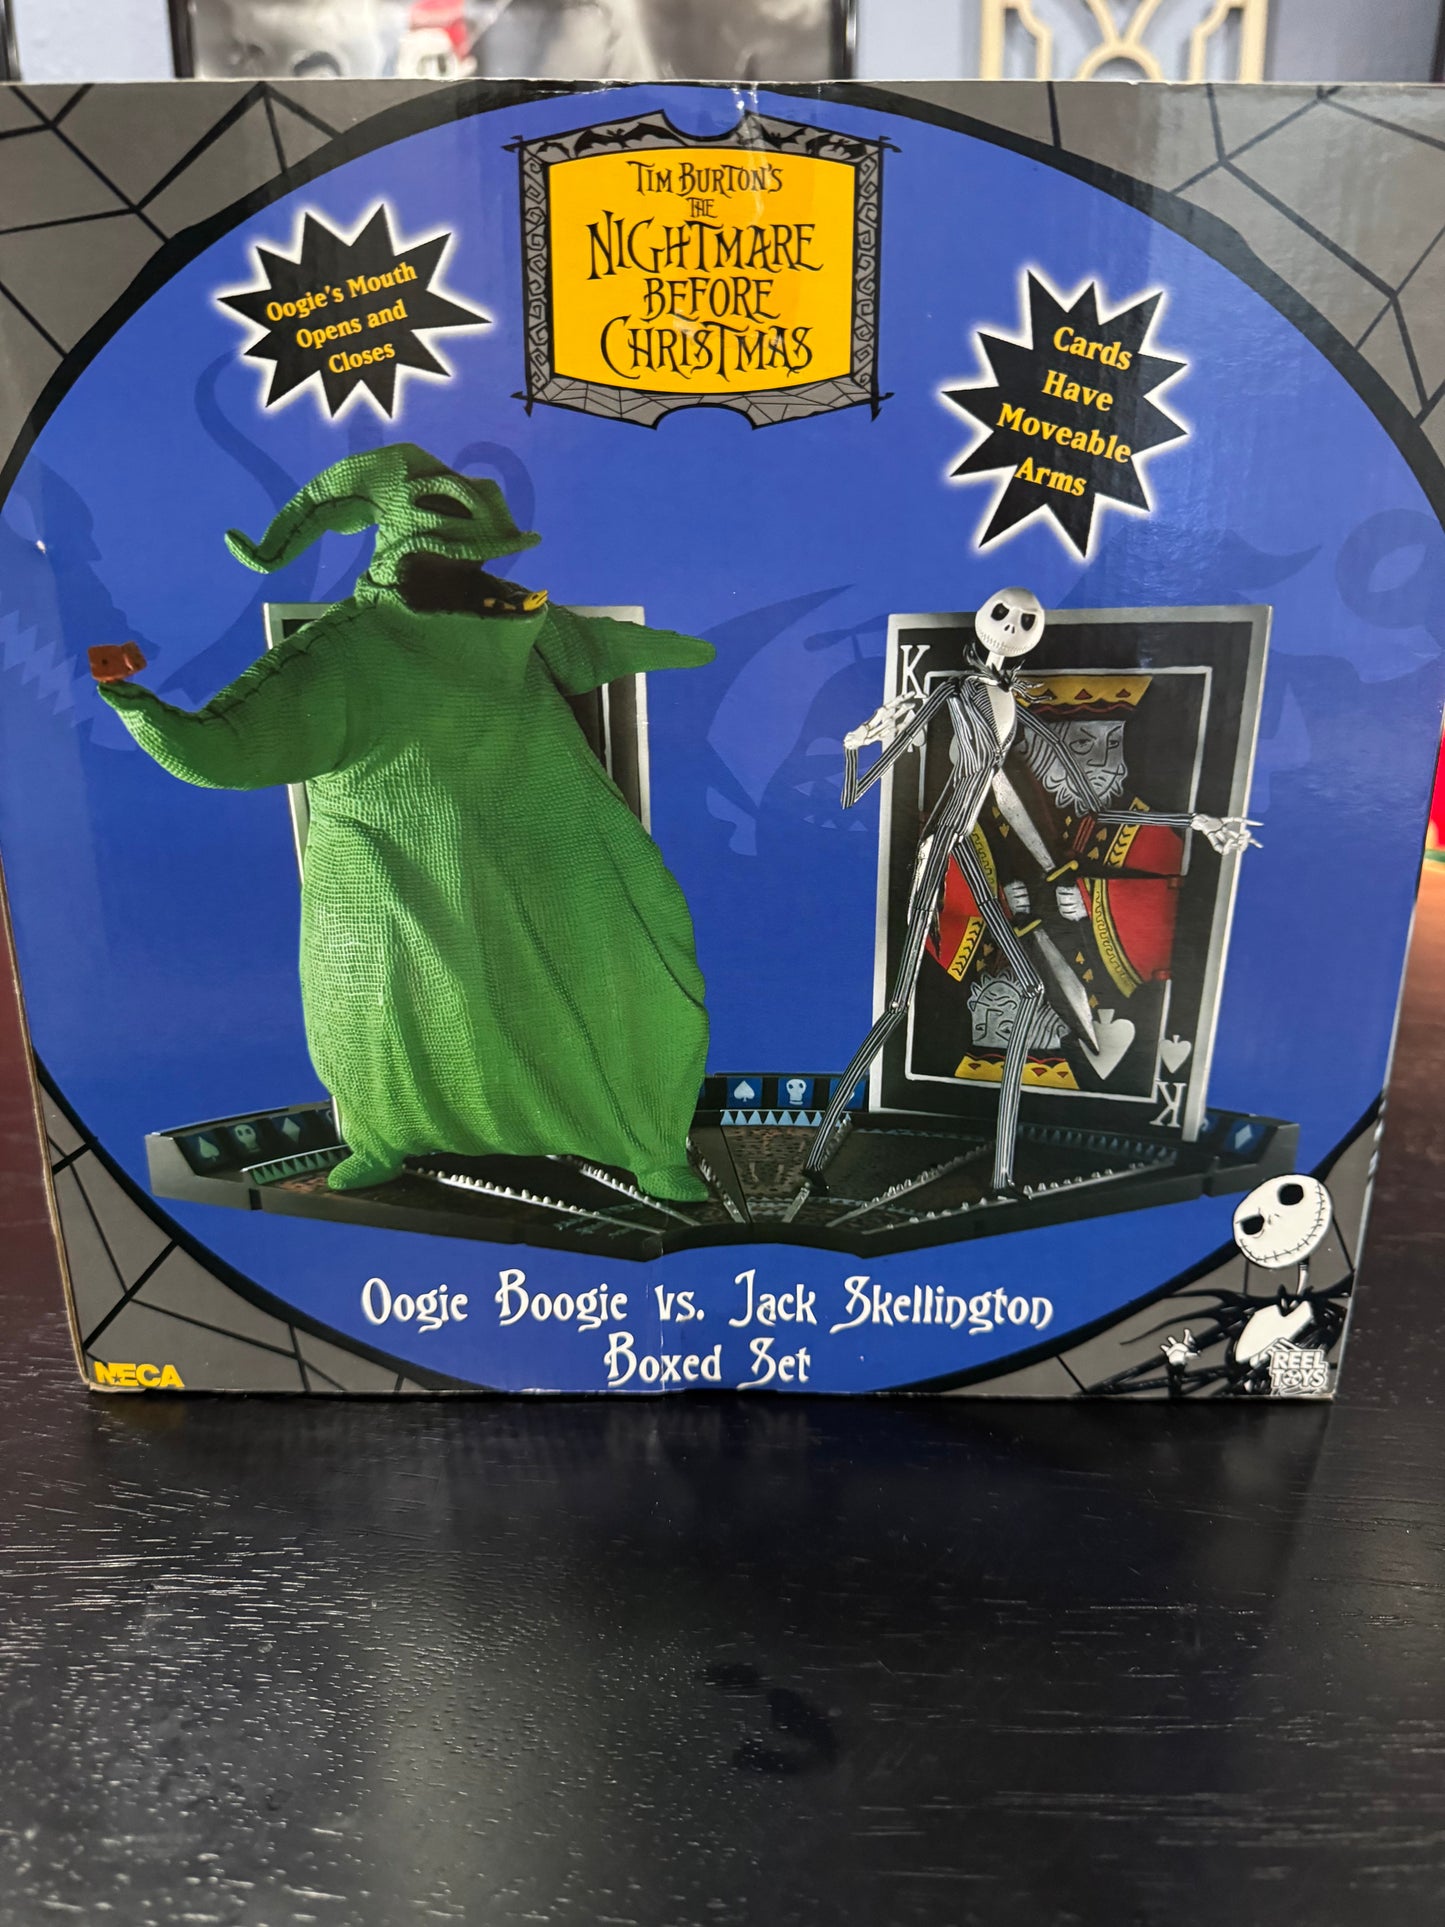 TIM BURTON'S
THE
NIGHTMARE
BEFORE
CHRISTMAS
Oogie's Mouth
Opens and
Closes
Cards
Have
Moveable
Arms
K
K
Oogie Boogie vs. Jack Skellington
Boxed Set
NECA
REEL
TOYS